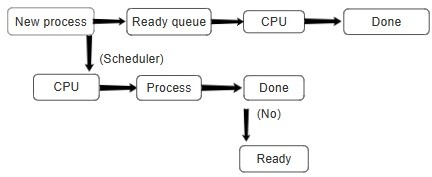 New process Ready queue CPU Done
(Scheduler)
CPU Process Done
(No)
Ready